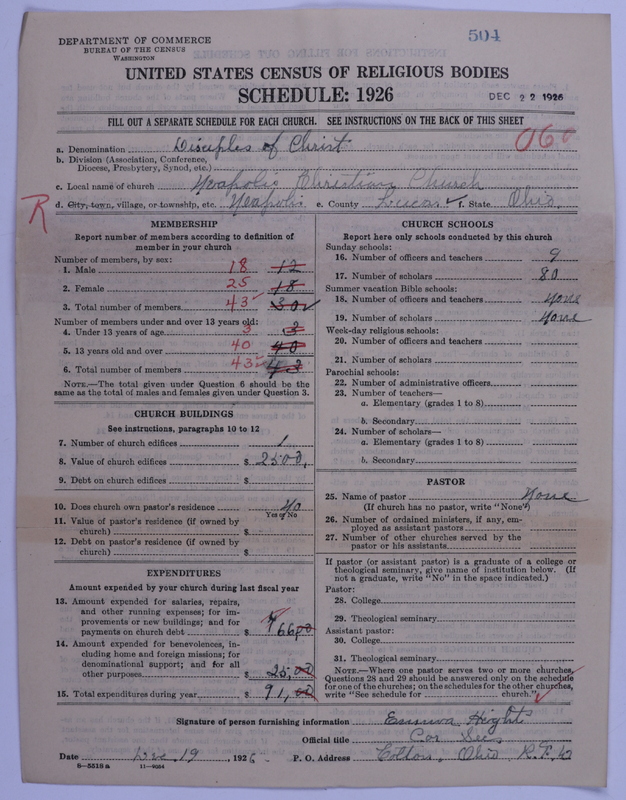 504
DEPARTMENT OF COMMERCE
BUREAU OF THE CENSUS
WASHINGTON
UNITED STATES CENSUS OF RELIGIOUS BODIES
SCHEDULE: 1926
DEC 22 1926
FILL OUT A SEPARATE SCHEDULE FOR EACH CHURCH. SEE INSTRUCTIONS ON THE BACK OF THIS SHEET
060
a. Denomination Disciples of Christ
b. Division (Association, Conference, Diocese, Presbytery, Synod, etc.)
c. Local name of church Neapolis Christian Church
R
d. City, town, village, or township, etc. Neapolis e. County Lucas f. State Ohio
MEMBERSHIP
Report number of members according to definition of member in your church
Number of members, by sex:
1. Male 18 12
2. Female 25 18
3. Total number of members 43 30
Number of members under and over 13 years old:
4. Under 13 years of age 3 3
5. 13 years old and over 40 40
6. Total number of members 43 43
NOTE.—The total given under Question 6 should be the same as the total of males and females given under Question 3.
CHURCH BUILDINGS
See instructions, paragraphs 10 to 12
7. Number of church edifices 1
8. Value of church edifices $ 2500.
9. Debt on church edifices $
10. Does church own pastor's residence No
Yes or No
11. Value of pastor's residence (if owned by church) $
12. Debt on pastor's residence (if owned by church) $
EXPENDITURES
Amount expended by your church during last fiscal year
13. Amount expended for salaries, repairs, and other running expenses; for improvements or new buildings; and for payments on church debt $ 66 00
14. Amount expended for benevolences, including home and foreign missions; for denominational support; and for all other purposes $ 25,00
15. Total expenditures during year $ 91,00
CHURCH SCHOOLS
Report here only schools conducted by this church
Sunday schools:
16. Number of officers and teachers 9
17. Number of scholars 80
Summer vacation Bible schools:
18. Number of officers and teachers None
19. Number of scholars None
Week-day religious schools:
20. Number of officers and teachers
21. Number of scholars
Parochial schools:
22. Number of administrative officers
23. Number of teachers—
a. Elementary (grades 1 to 8)
b. Secondary
24. Number of scholars—
a. Elementary (grades 1 to 8)
b. Secondary
PASTOR
25. Name of pastor None
(If church has no pastor, write "None")
26. Number of ordained ministers, if any, employed as assistant pastors
27. Number of other churches served by the pastor or his assistants
If pastor (or assistant pastor) is a graduate of a college or theological seminary, give name of institution below. (If not a graduate, write "No" in the space indicated.)
Pastor:
28. College
29. Theological seminary
Assistant pastor:
30. College
31. Theological seminary
NOTE.—Where one pastor serves two or more churches, Questions 28 and 29 should be answered only on the schedule for one of the churches; on the schedules for the other churches, write "See schedule for church."
Signature of person furnishing information Emma Hight
Official title Cor Sec
Date Dec 19, 1926 P. O. Address Colton, Ohio R.F.D
8—5518 a 11—9084